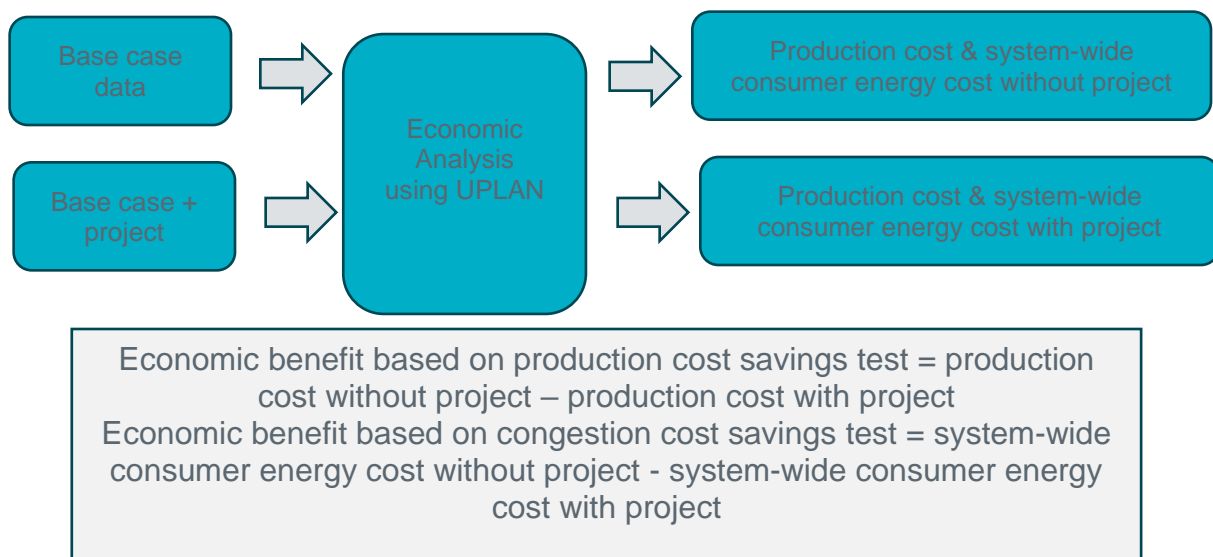 Base case
data
Economic
Analysis
using UPLAN
Production cost & system-wide
consumer energy cost without project
Base case +
project
Production cost & system-wide
consumer energy cost with project
Economic benefit based on production cost savings test = production
cost without project – production cost with project
Economic benefit based on congestion cost savings test = system-wide
consumer energy cost without project - system-wide consumer energy
cost with project